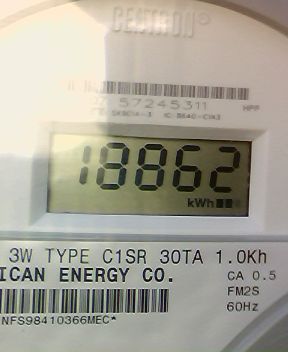 CENTRON®
57245311 HPP
18862
kWh
3W TYPE C1SR 30TA 1.0Kh
ICAN ENERGY CO.
CA 0.5
FM2S
60Hz
NFS98410366MEC*